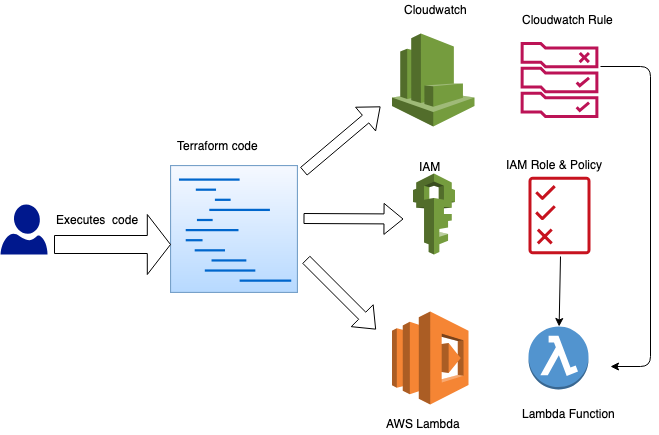 Cloudwatch
Cloudwatch Rule
Terraform code
IAM
IAM Role & Policy
Executes code
AWS Lambda
Lambda Function